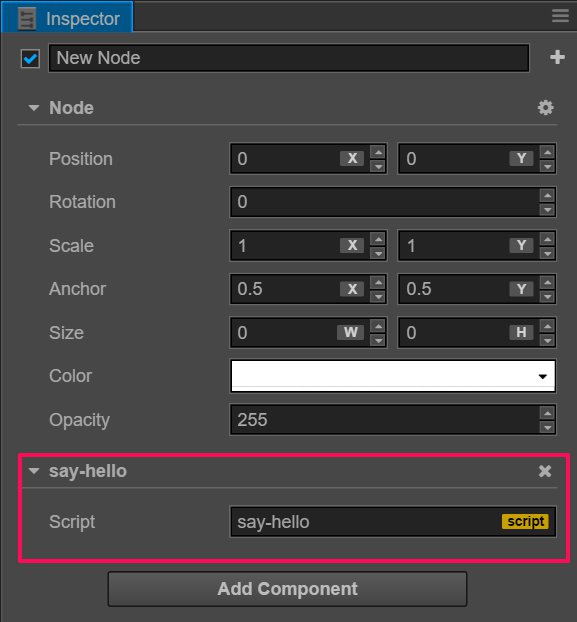 Inspector
New Node
Node
Position 0 X 0 Y
Rotation 0
Scale 1 X 1 Y
Anchor 0.5 X 0.5 Y
Size 0 W 0 H
Color
Opacity 255
say-hello
Script say-hello script
Add Component